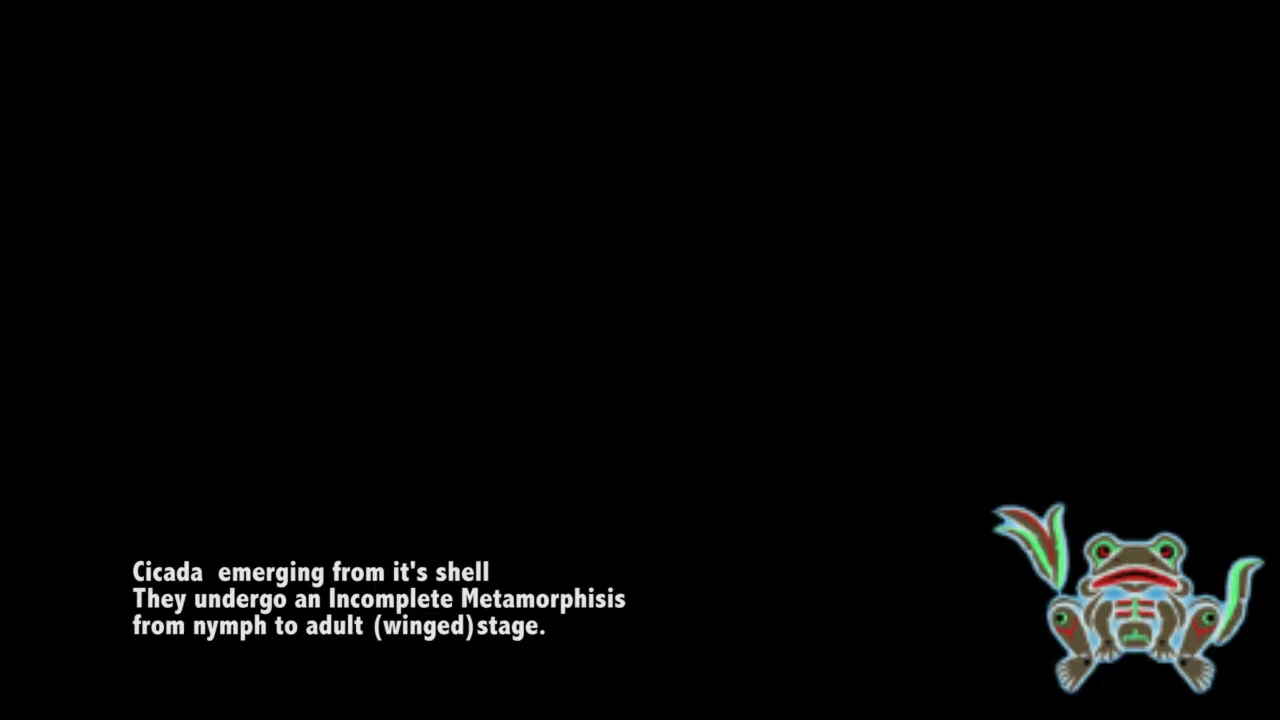 Cicada  emerging from it's shell
They undergo an Incomplete Metamorphisis
from nymph to adult (winged)stage.